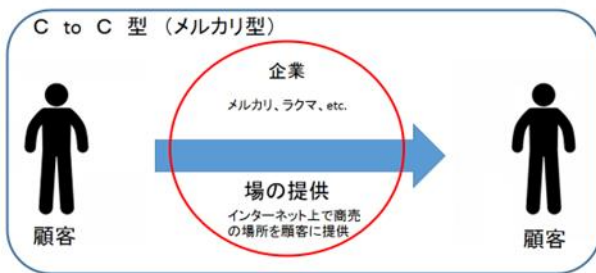 C to C 型 (メルカリ型)
企業
メルカリ、ラクマ、etc.
場の提供
インターネット上で商売
の場所を顧客に提供
顧客
顧客